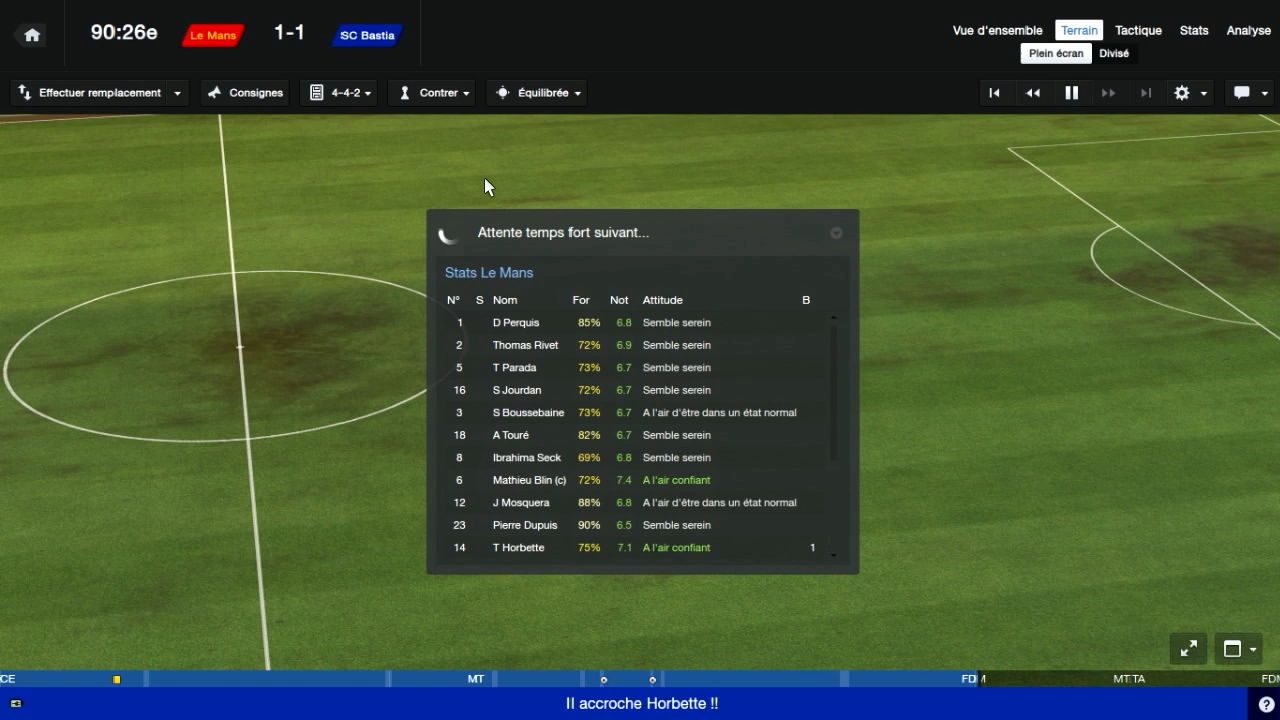 90:26e Le Mans 1-1 SC Bastia
Vue d'ensemble Terrain Tactique Stats Analyse
Plein écran Divisé
Effectuer remplacement Consignes 4-4-2 Contrer Équilibrée
Attente temps fort suivant...
Stats Le Mans
N° S Nom For Not Attitude B
1 D Perquis 85% 6.8 Semble serein
2 Thomas Rivet 72% 6.9 Semble serein
5 T Parada 73% 6.7 Semble serein
16 S Jourdan 72% 6.7 Semble serein
3 S Boussebaine 73% 6.7 A l'air d'être dans un état normal
18 A Touré 82% 6.7 Semble serein
8 Ibrahima Seck 69% 6.8 Semble serein
6 Mathieu Blin (c) 72% 7.4 A l'air confiant
12 J Mosquera 88% 6.8 A l'air d'être dans un état normal
23 Pierre Dupuis 90% 6.5 Semble serein
14 T Horbette 75% 7.1 A l'air confiant 1
CE MT FDM MT.TA FDM
Il accroche Horbette !!
?